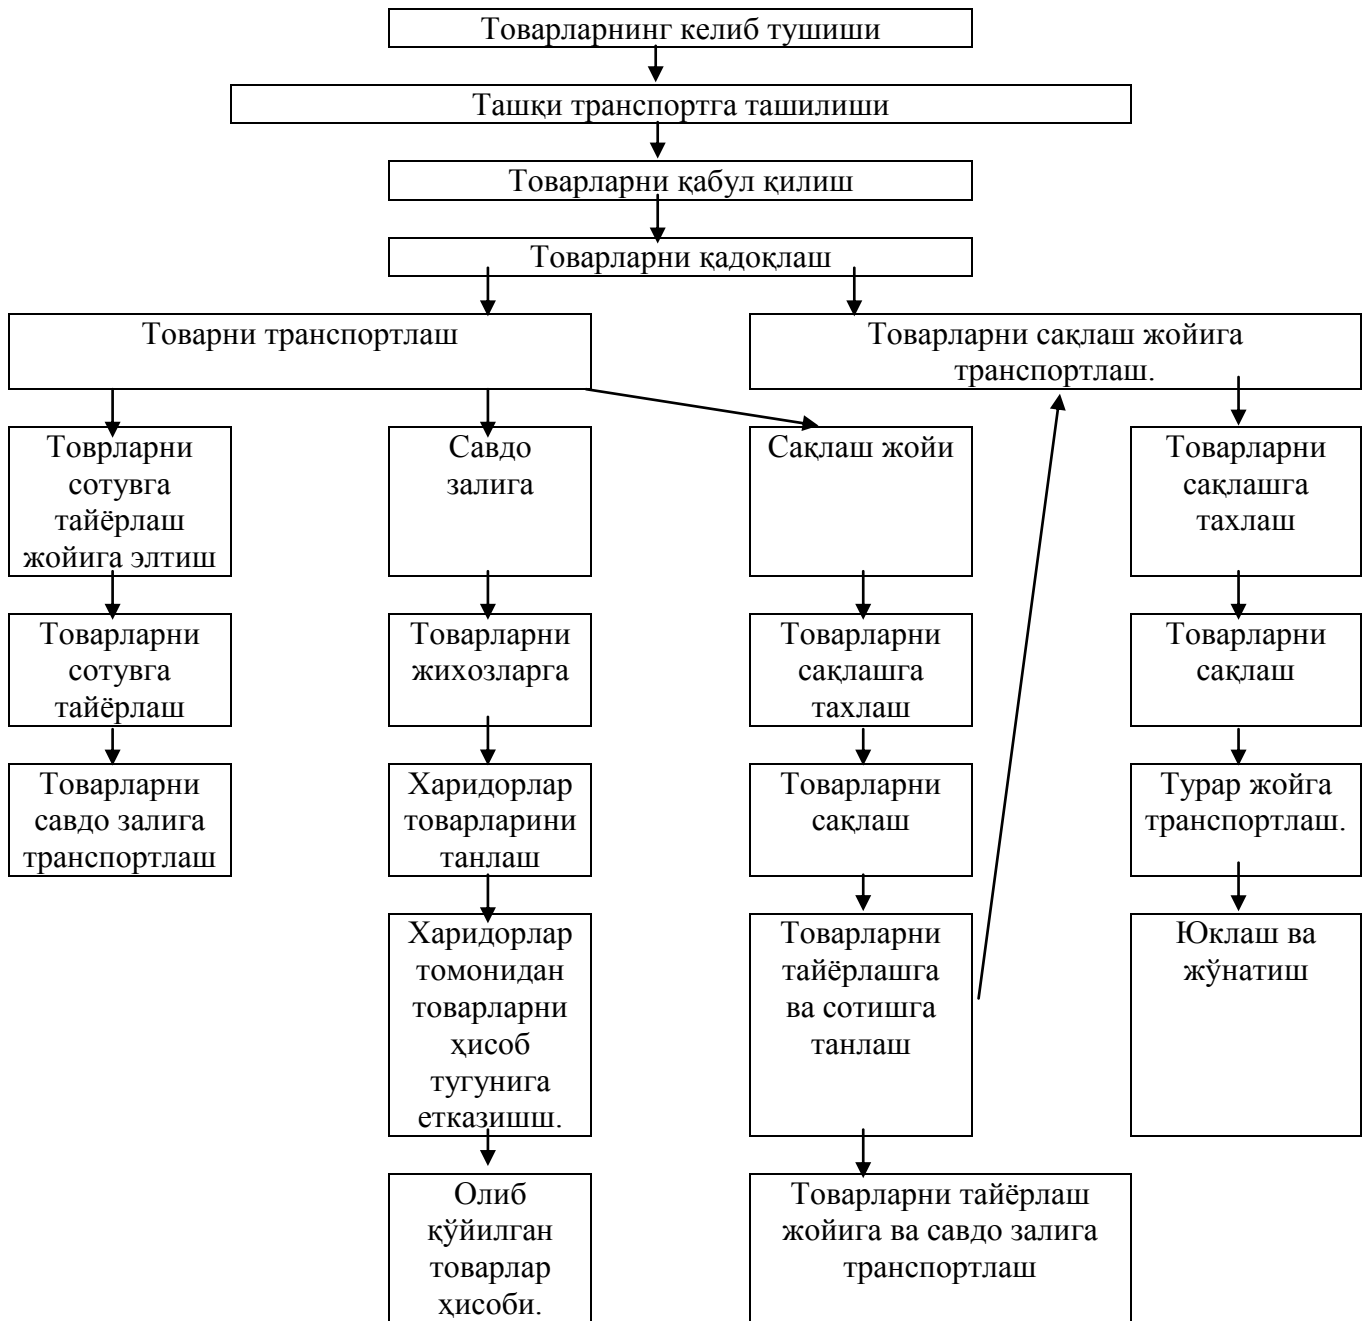 Товарларнинг келиб тушиши
Ташқи транспортга ташилиши
Товарларни қабул қилиш
Товарларни қадоқлаш
Товарни транспортлаш
Товарларни сақлаш жойига
транспортлаш.
Товрларни
сотувга
тайёрлаш
жойига элтиш
Савдо
залига
Сақлаш жойи
Товарларни
сақлашга
тахлаш
Товарларни
сотувга
тайёрлаш
Товарларни
жихозларга
Товарларни
сақлашга
тахлаш
Товарларни
сақлаш
Товарларни
савдо залига
транспортлаш
Харидорлар
товарларини
танлаш
Товарларни
сақлаш
Турар жойга
транспортлаш.
Харидорлар
томонидан
товарларни
ҳисоб
тугунига
етказишш.
Товарларни
тайёрлашга
ва сотишга
танлаш
Юклаш ва
жўнатиш
Олиб
қўйилган
товарлар
ҳисоби.
Товарларни тайёрлаш
жойига ва савдо залига
транспортлаш